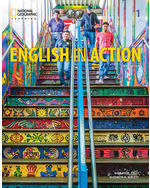 NATIONAL GEOGRAPHIC
LEARNING
1
ENGLISH IN ACTION